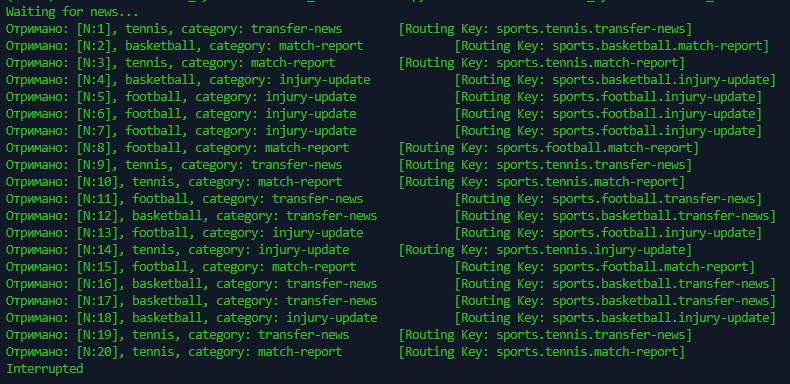 Waiting for news...
Отримано: [N:1], tennis, category: transfer-news [Routing Key: sports.tennis.transfer-news]
Отримано: [N:2], basketball, category: match-report [Routing Key: sports.basketball.match-report]
Отримано: [N:3], tennis, category: match-report [Routing Key: sports.tennis.match-report]
Отримано: [N:4], basketball, category: injury-update [Routing Key: sports.basketball.injury-update]
Отримано: [N:5], football, category: injury-update [Routing Key: sports.football.injury-update]
Отримано: [N:6], football, category: injury-update [Routing Key: sports.football.injury-update]
Отримано: [N:7], football, category: injury-update [Routing Key: sports.football.injury-update]
Отримано: [N:8], football, category: match-report [Routing Key: sports.football.match-report]
Отримано: [N:9], tennis, category: transfer-news [Routing Key: sports.tennis.transfer-news]
Отримано: [N:10], tennis, category: match-report [Routing Key: sports.tennis.match-report]
Отримано: [N:11], football, category: transfer-news [Routing Key: sports.football.transfer-news]
Отримано: [N:12], basketball, category: transfer-news [Routing Key: sports.basketball.transfer-news]
Отримано: [N:13], football, category: injury-update [Routing Key: sports.football.injury-update]
Отримано: [N:14], tennis, category: injury-update [Routing Key: sports.tennis.injury-update]
Отримано: [N:15], football, category: match-report [Routing Key: sports.football.match-report]
Отримано: [N:16], basketball, category: transfer-news [Routing Key: sports.basketball.transfer-news]
Отримано: [N:17], basketball, category: transfer-news [Routing Key: sports.basketball.transfer-news]
Отримано: [N:18], basketball, category: injury-update [Routing Key: sports.basketball.injury-update]
Отримано: [N:19], tennis, category: transfer-news [Routing Key: sports.tennis.transfer-news]
Отримано: [N:20], tennis, category: match-report [Routing Key: sports.tennis.match-report]
Interrupted